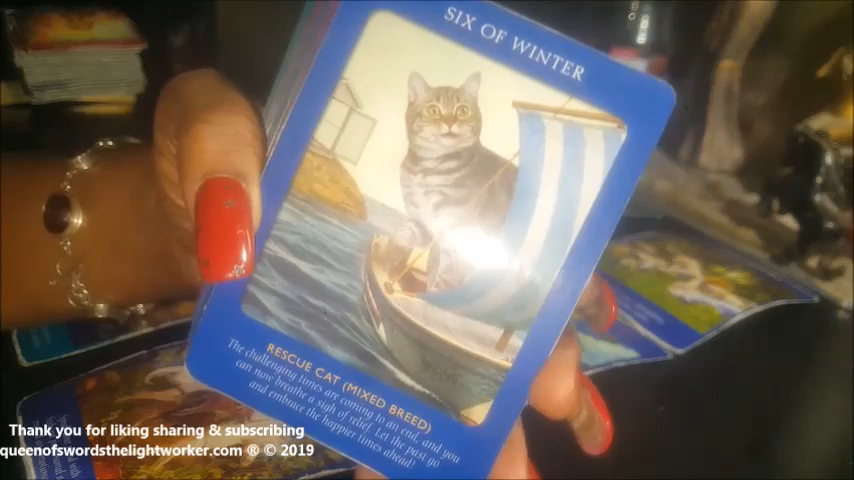 SIX OF WINTER
RESCUE CAT (MIXED BREED)
The challenging times are coming to an end, and you
can now breathe a sigh of relief. Let the past go
and embrace the happier times ahead!
Thank you for liking sharing & subscribing
queenofswordsthelightworker.com ® © 2019